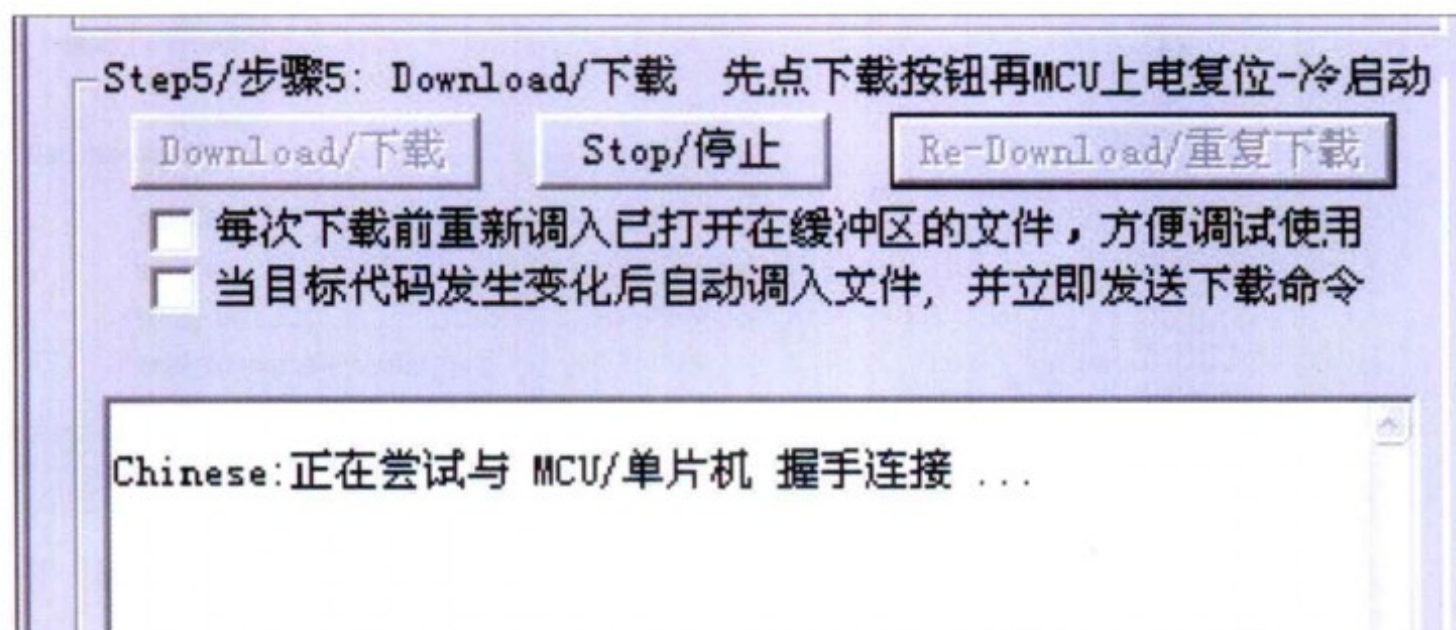 Step5/步骤5: Download/下载 先点下载按钮再MCU上电复位->冷启动
Download/下载 Stop/停止 Re-Download/重复下载
每次下载前重新调入已打开在缓冲区的文件，方便调试使用
当目标代码发生变化后自动调入文件, 并立即发送下载命令
Chinese:正在尝试与 MCU/单片机 握手连接 ...